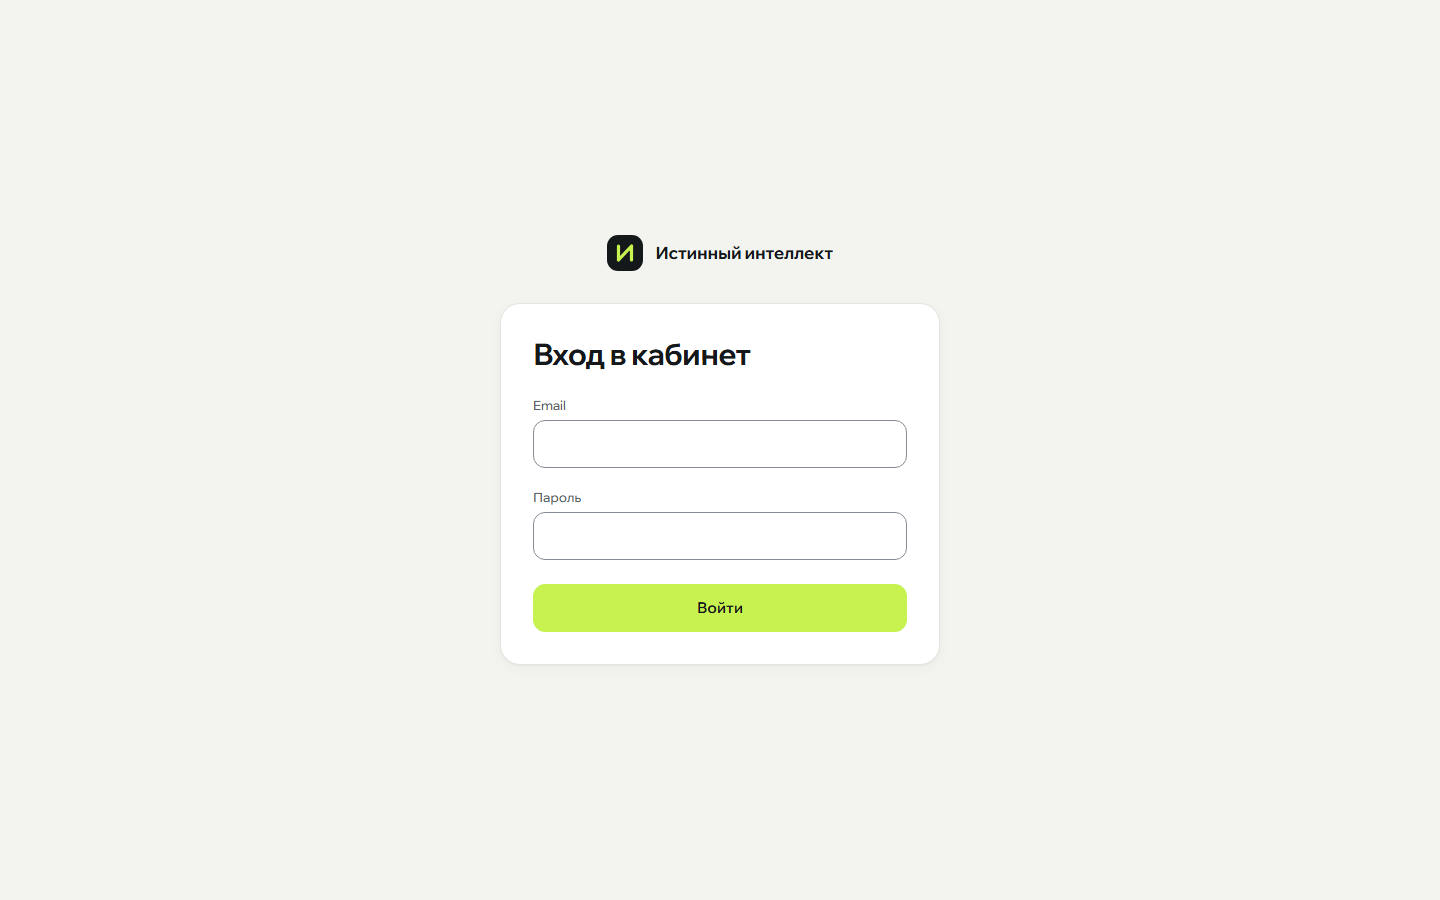 И Истинный интеллект
Вход в кабинет
Email
Пароль
Войти